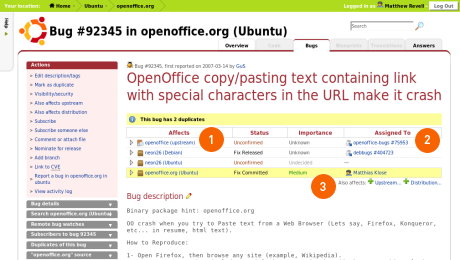 Your location: Home Ubuntu openoffice.org
Logged in as Matthew Revell Log Out
Help
Bug #92345 in openoffice.org (Ubuntu)
Search
Overview Bugs Answers
Actions
Edit description/tags
Mark as duplicate
Visibility/security
Also affects upstream
Also affects distribution
Subscribe
Subscribe someone else
Comment or attach file
Nominate for release
Add branch
Link to CVE
Report a bug in openoffice.org in ubuntu
View activity log
Bug details
Search openoffice.org (Ubuntu)
Remote bug watches
Subscribers to bug 92345
Duplicates of this bug
"openoffice.org" source
Bug #92345, first reported on 2007-03-14 by GuS
OpenOffice copy/pasting text containing link
with special characters in the URL make it crash
This bug has 2 duplicates
Affects Status Importance Assigned To
openoffice (upstream) Unconfirmed Unknown openoffice-bugs #75953
neon26 (Debian) Fix Released Unknown debbugs #404723
neon26 (Ubuntu) Unconfirmed Undecided —
openoffice.org (Ubuntu) Fix Committed Medium Matthias Klose
1
2
3
Also affects: Upstream... Distribution...
Bug description
Binary package hint: openoffice.org
OO crash when you try to Paste text from a Web Browser (Lets say, Firefox, Konqueror,
etc... in resume, html text).
How to Reproduce:
1- Open Firefox, then browse any site (example, Wikipedia).